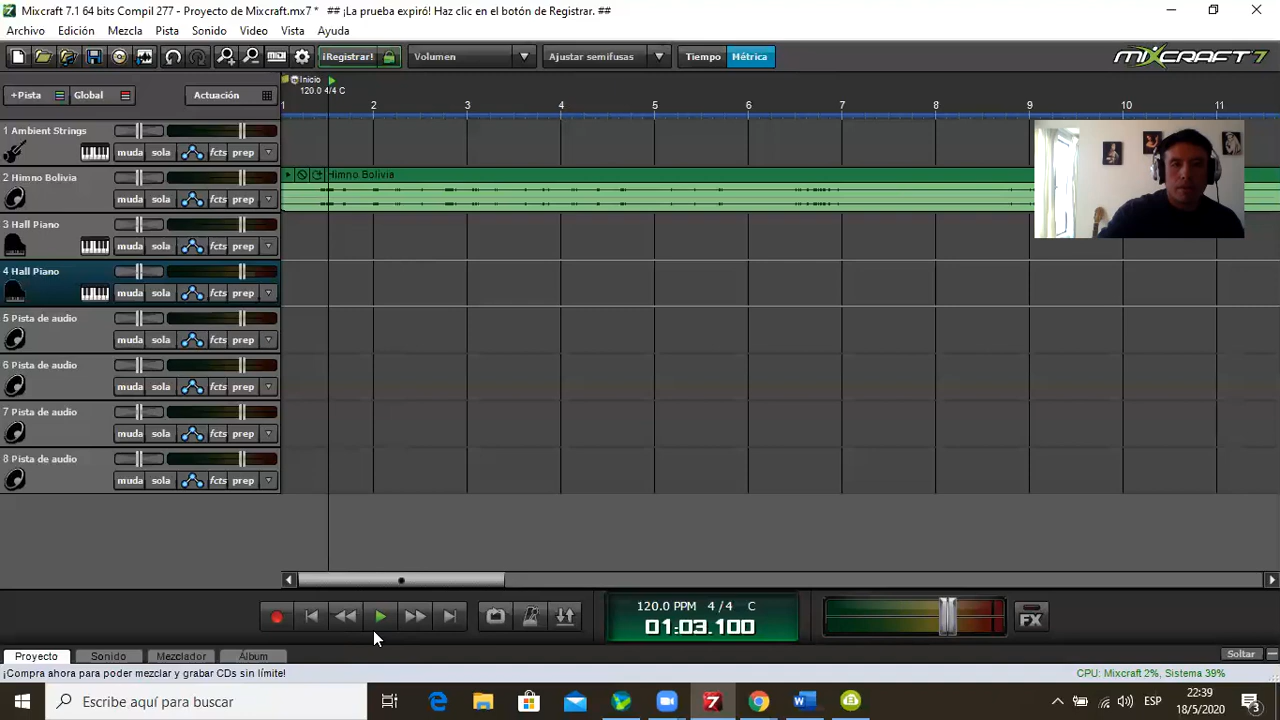 Mixcraft 7.1 64 bits Compil 277 - Proyecto de Mixcraft.mx7 *   ## ¡La prueba expiró! Haz clic en el botón de Registrar. ##
Archivo Edición Mezcla Pista Sonido Video Vista Ayuda
¡Registrar! Volumen Ajustar semifusas Tiempo Métrica MIXCRAFT 7
Inicio
120.0 4/4 C
+Pista Global Actuación
1 2 3 4 5 6 7 8 9 10 11
1 Ambient Strings
muda sola fcts prep
2 Himno Bolivia
Himno Bolivia
muda sola fcts prep
3 Hall Piano
muda sola fcts prep
4 Hall Piano
muda sola fcts prep
5 Pista de audio
muda sola fcts prep
6 Pista de audio
muda sola fcts prep
7 Pista de audio
muda sola fcts prep
8 Pista de audio
muda sola fcts prep
120.0 PPM 4/4 C
01:03.100
FX
Proyecto Sonido Mezclador Álbum Soltar
¡Compra ahora para poder mezclar y grabar CDs sin límite! CPU: Mixcraft 2%, Sistema 39%
Escribe aquí para buscar
ESP
22:39
18/5/2020
3